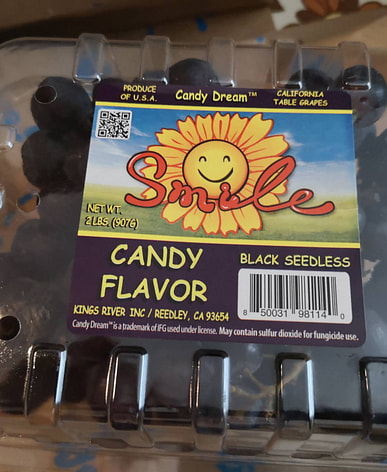 PRODUCE
OF U.S.A.
Candy Dream™
CALIFORNIA
TABLE GRAPES
Smile
NET WT.
2 LBS. (907G)
CANDY
FLAVOR
BLACK SEEDLESS
8 50031 98114 0
KINGS RIVER INC / REEDLEY, CA 93654
Candy Dream™ is a trademark of IFG used under license. May contain sulfur dioxide for fungicide use.